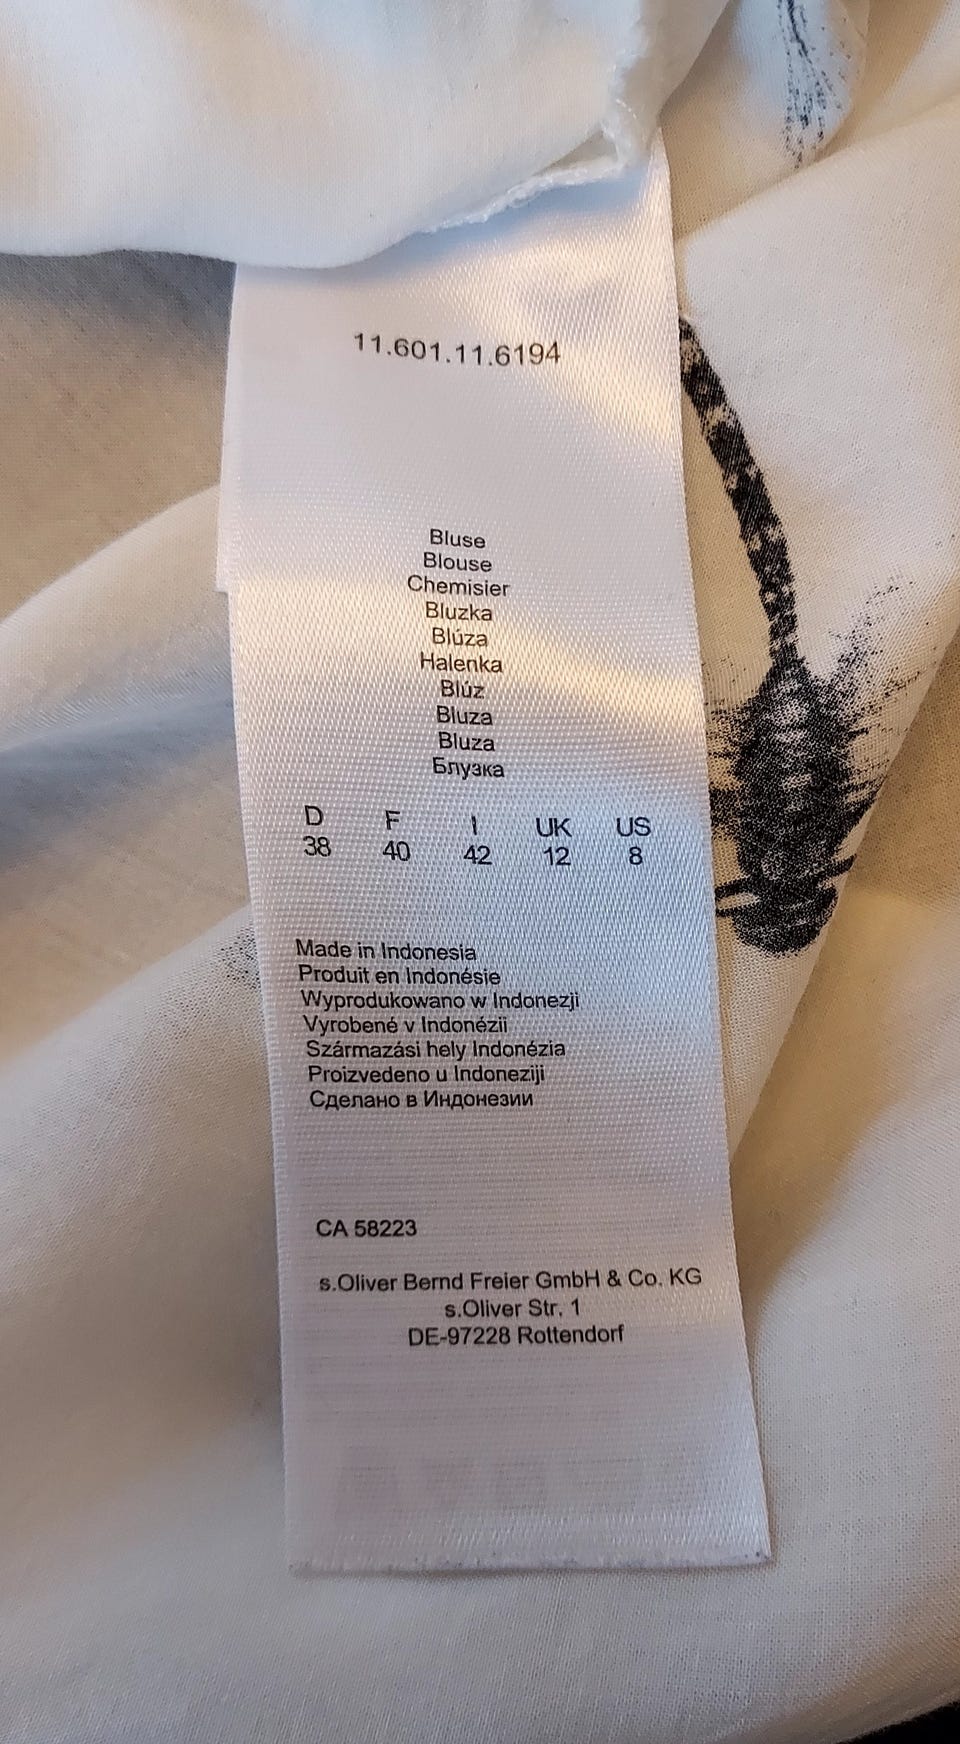 11.601.11.6194
Bluse
Blouse
Chemisier
Bluzka
Blúza
Halenka
Blúz
Bluza
Bluza
Блузка
D F I UK US
38 40 42 12 8
Made in Indonesia
Produit en Indonésie
Wyprodukowano w Indonezji
Vyrobené v Indonézii
Származási hely Indonézia
Proizvedeno u Indoneziji
Сделано в Индонезии
CA 58223
s.Oliver Bernd Freier GmbH & Co. KG
s.Oliver Str. 1
DE-97228 Rottendorf